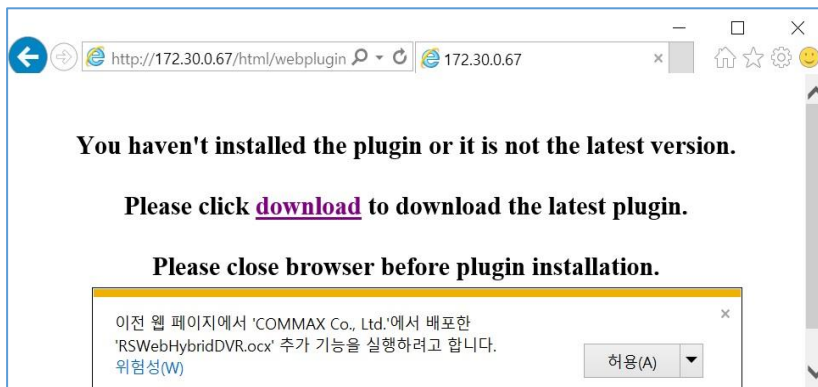 http://172.30.0.67/html/webplugin
172.30.0.67
You haven't installed the plugin or it is not the latest version.
Please click download to download the latest plugin.
Please close browser before plugin installation.
이전 웹 페이지에서 'COMMAX Co., Ltd.'에서 배포한
'RSWebHybridDVR.ocx' 추가 기능을 실행하려고 합니다.
위험성(W)
허용(A)